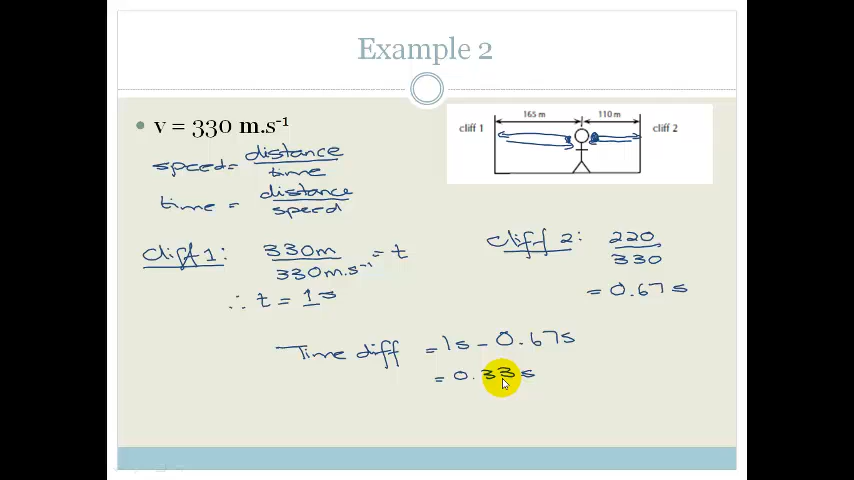 Example 2
• v = 330 m.s⁻¹
165 m 110 m
cliff 1 cliff 2
speed = distance / time
time = distance / speed
Cliff 1: 330m / 330m.s⁻¹ = t
∴ t = 1s
Cliff 2: 220 / 330
= 0.67 s
Time diff = 1s - 0.67s
= 0.33 s